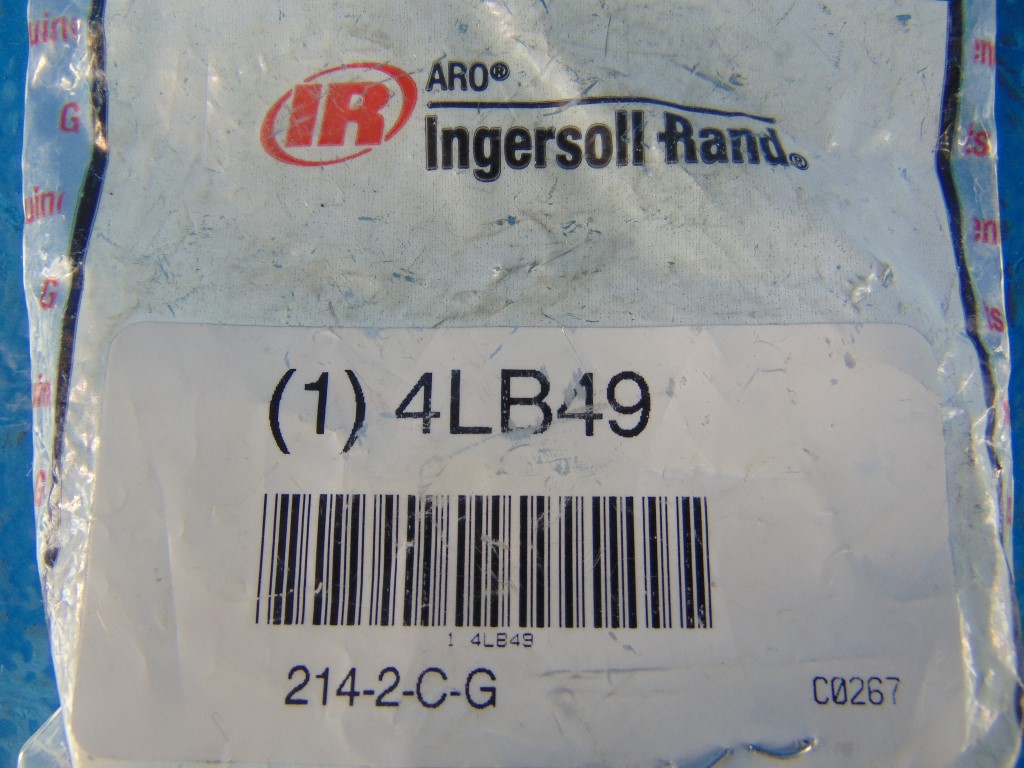 IR
ARO®
Ingersoll Rand®
(1) 4LB49
1 4LB49
214-2-C-G
C0267